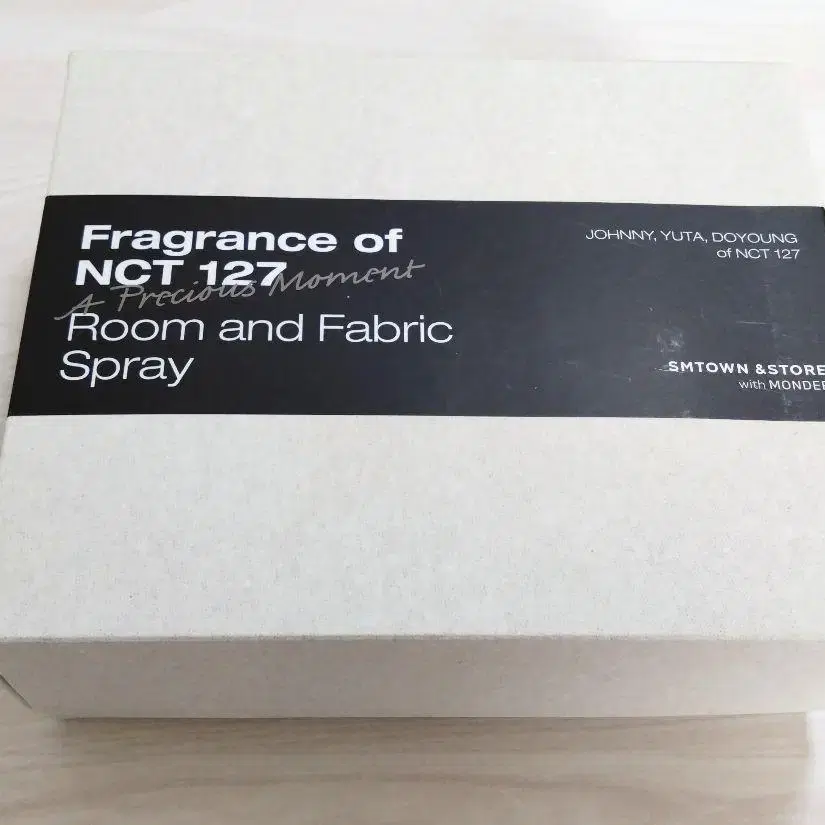 Fragrance of
NCT 127
A Precious Moment
Room and Fabric
Spray
JOHNNY, YUTA, DOYOUNG
of NCT 127
SMTOWN &STORE
with